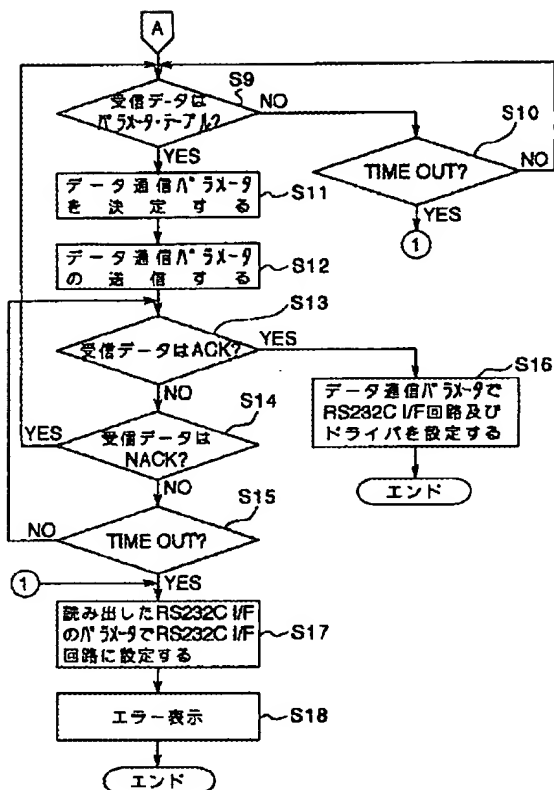 A
S9
受信データは
パラメータ・テーブル?
NO
S10
YES
TIME OUT?
NO
データ通信パラメータ
を決定する
S11
YES
1
データ通信パラメータ
の送信する
S12
S13
受信データはACK?
YES
S16
NO
データ通信パラメータで
RS232C I/F回路及び
ドライバを設定する
S14
YES
受信データは
NACK?
エンド
NO
S15
NO
TIME OUT?
1
YES
読み出したRS232C I/F
のパラメータでRS232C I/F
回路に設定する
S17
エラー表示
S18
エンド